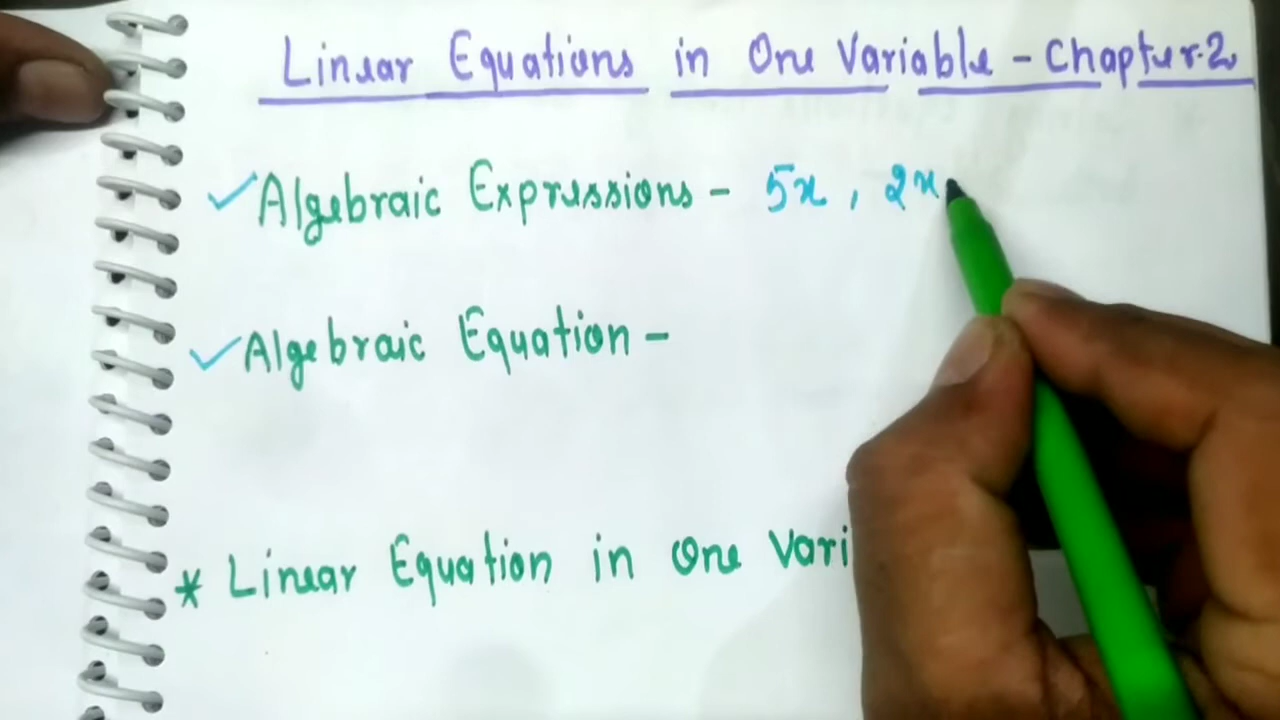 Linear Equations in One Variable - Chapter-2
Algebraic Expressions - 5x, 2x
Algebraic Equation -
* Linear Equation in One Vari